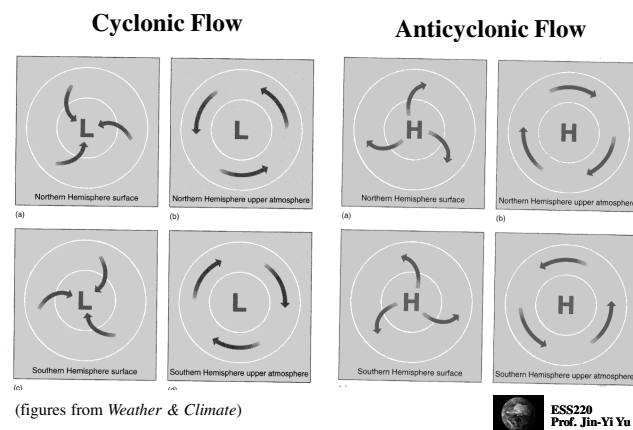 Cyclonic Flow
Anticyclonic Flow
L
Northern Hemisphere surface
(a)
L
Northern Hemisphere upper atmosphere
(b)
H
Northern Hemisphere surface
(a)
H
Northern Hemisphere upper atmosphere
(b)
L
Southern Hemisphere surface
(c)
L
Southern Hemisphere upper atmosphere
(d)
H
Southern Hemisphere surface
H
Southern Hemisphere upper atmosphere
(figures from Weather & Climate)
ESS220
Prof. Jin-Yi Yu